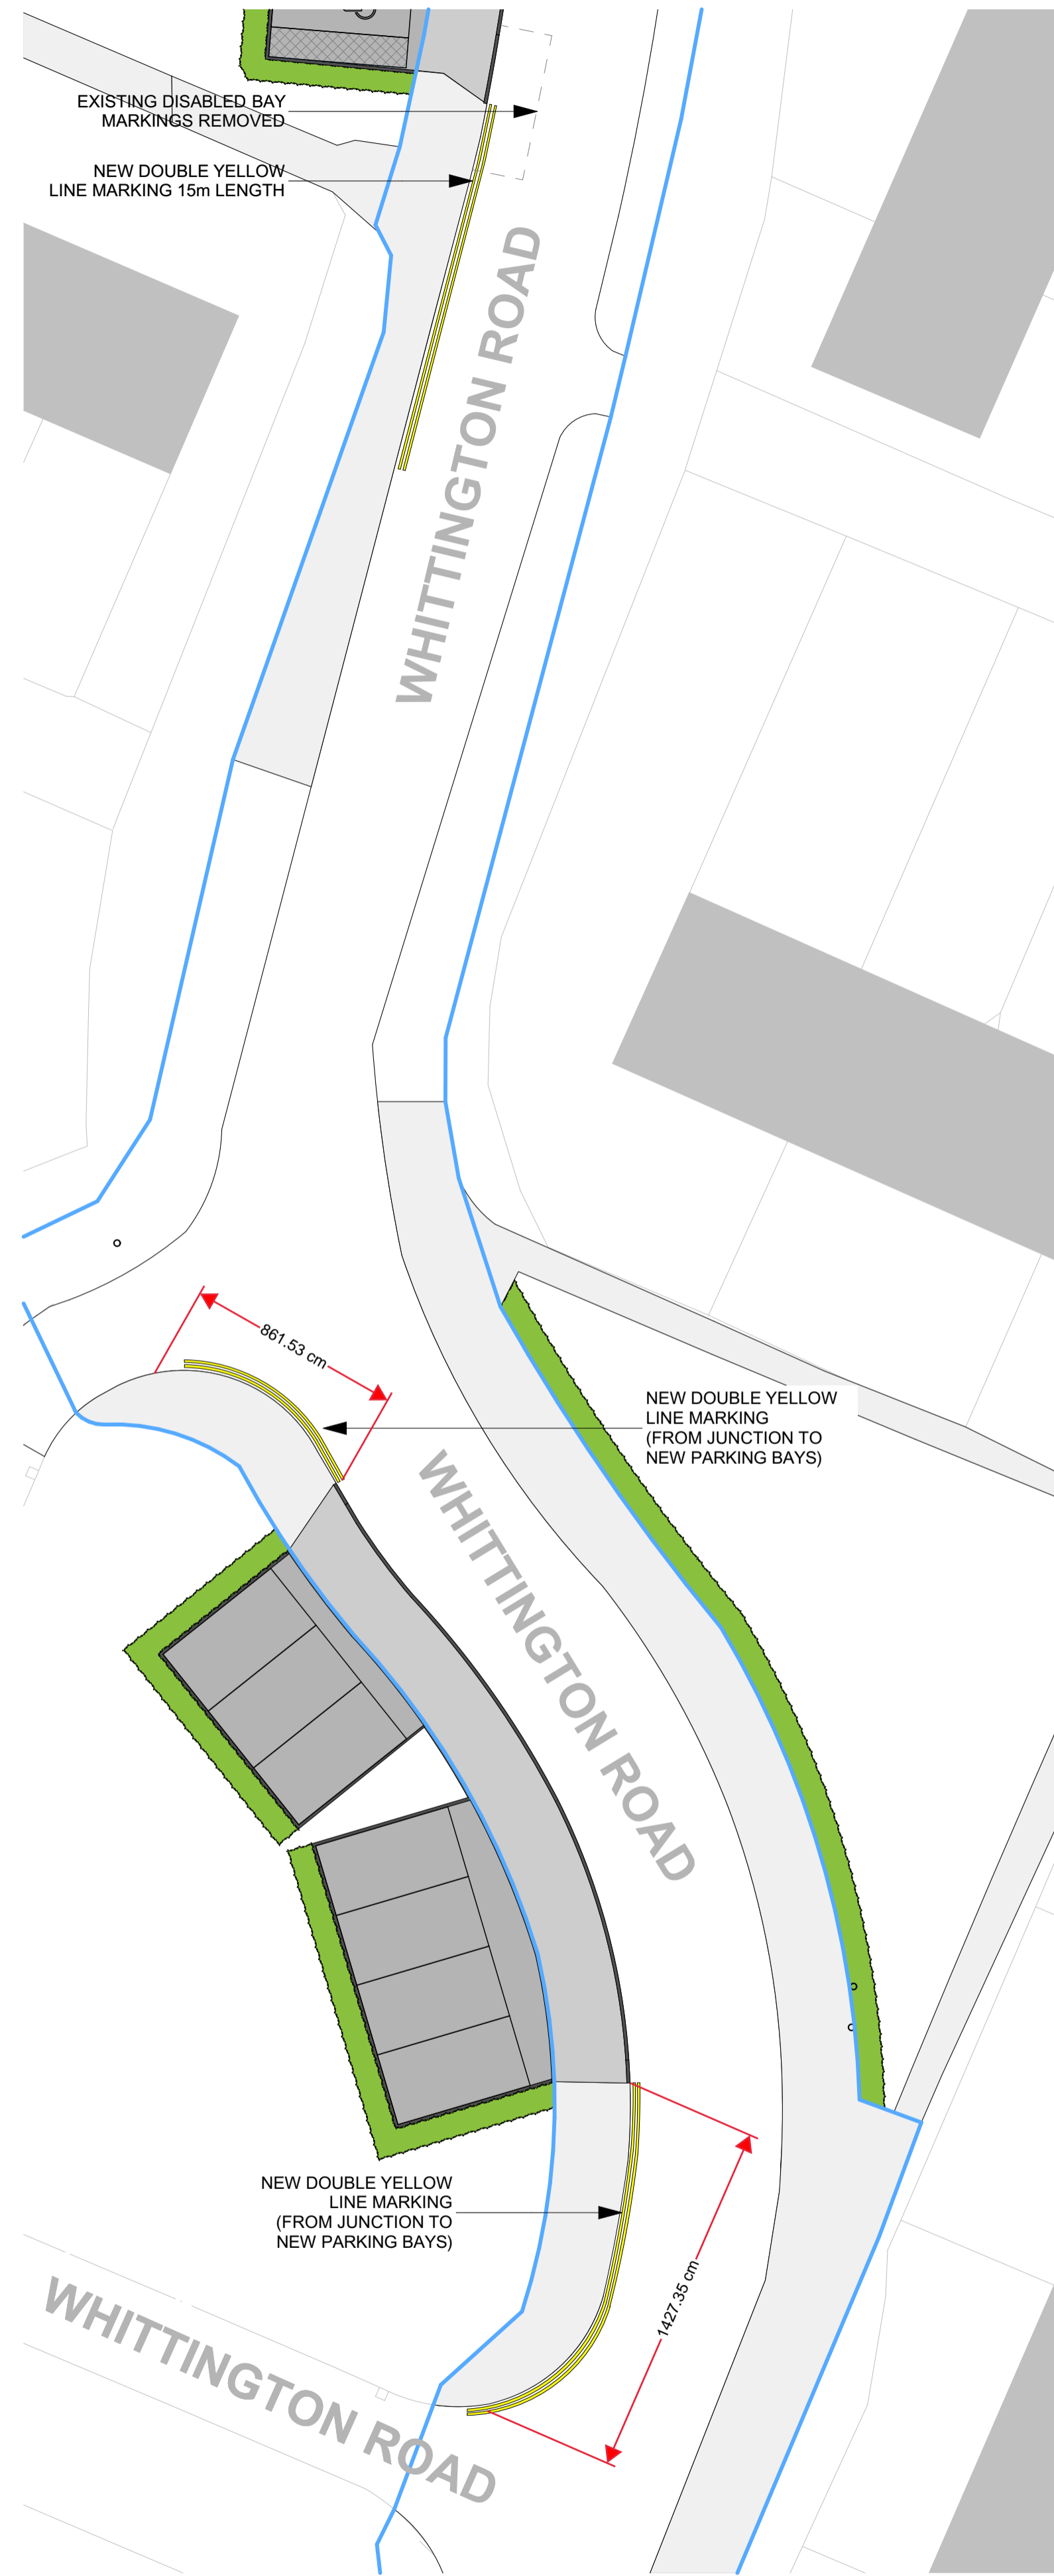 EXISTING DISABLED BAY
MARKINGS REMOVED
NEW DOUBLE YELLOW
LINE MARKING 15m LENGTH
WHITTINGTON ROAD
861.53 cm
NEW DOUBLE YELLOW
LINE MARKING
(FROM JUNCTION TO
NEW PARKING BAYS)
WHITTINGTON ROAD
NEW DOUBLE YELLOW
LINE MARKING
(FROM JUNCTION TO
NEW PARKING BAYS)
1427.35 cm
WHITTINGTON ROAD